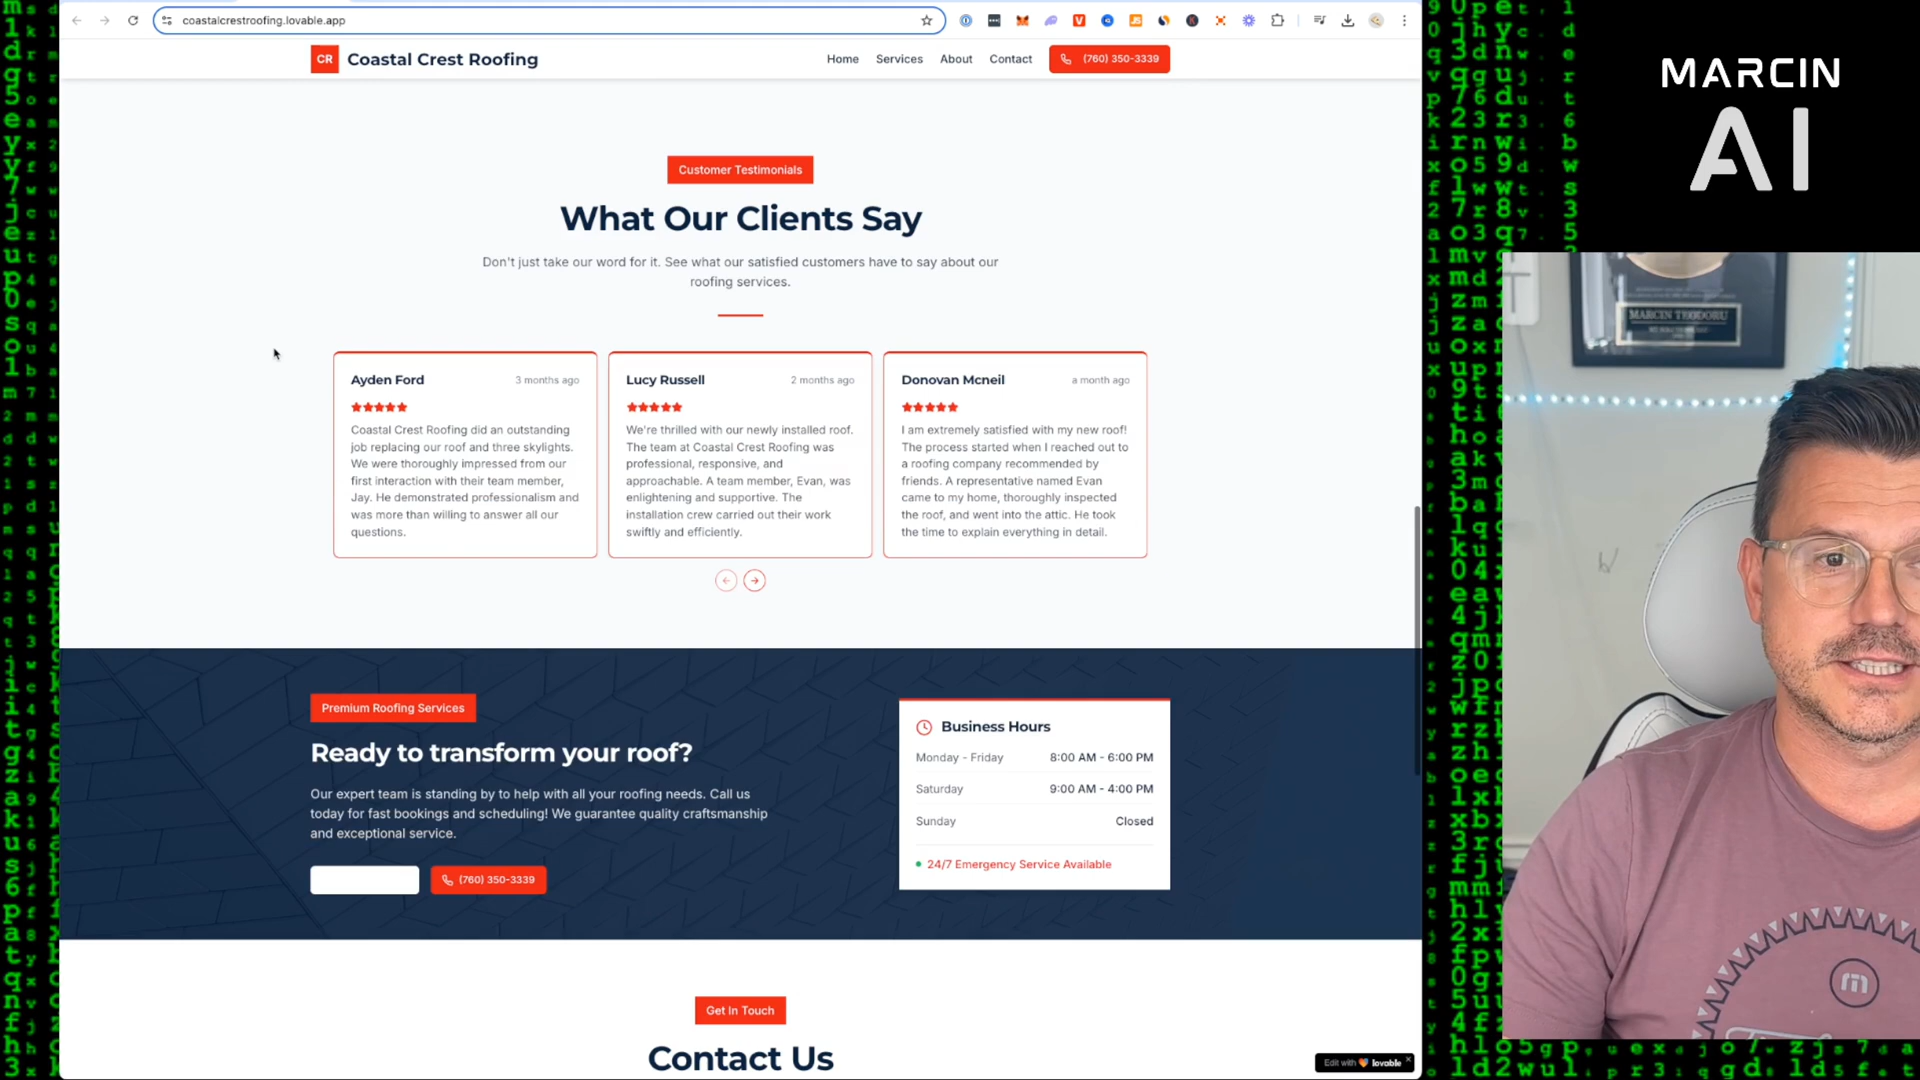 coastalcrestroofing.lovable.app
CR Coastal Crest Roofing
Home Services About Contact (760) 350-3339
Customer Testimonials
What Our Clients Say
Don't just take our word for it. See what our satisfied customers have to say about our
roofing services.
Ayden Ford 3 months ago
Coastal Crest Roofing did an outstanding
job replacing our roof and three skylights.
We were thoroughly impressed from our
first interaction with their team member,
Jay. He demonstrated professionalism and
was more than willing to answer all our
questions.
Lucy Russell 2 months ago
We're thrilled with our newly installed roof.
The team at Coastal Crest Roofing was
professional, responsive, and
approachable. A team member, Evan, was
enlightening and supportive. The
installation crew carried out their work
swiftly and efficiently.
Donovan Mcneil a month ago
I am extremely satisfied with my new roof!
The process started when I reached out to
a roofing company recommended by
friends. A representative named Evan
came to my home, thoroughly inspected
the roof, and went into the attic. He took
the time to explain everything in detail.
Premium Roofing Services
Ready to transform your roof?
Our expert team is standing by to help with all your roofing needs. Call us
today for fast bookings and scheduling! We guarantee quality craftsmanship
and exceptional service.
(760) 350-3339
Business Hours
Monday - Friday 8:00 AM - 6:00 PM
Saturday 9:00 AM - 4:00 PM
Sunday Closed
24/7 Emergency Service Available
Get In Touch
Contact Us
Edit with lovable
MARCIN
AI
MARCIN TEODORU